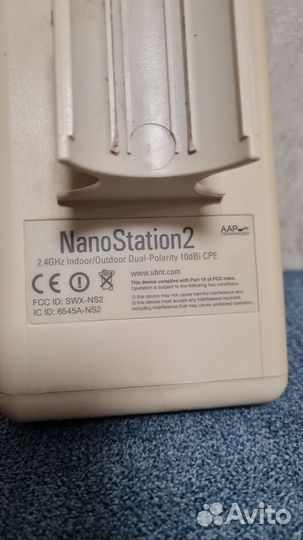 NanoStation2
AAP
TECHNOLOGY
2.4GHz Indoor/Outdoor Dual-Polarity 10dBi CPE
www.ubnt.com
This device complies with Part 15 of FCC rules.
Operation is subject to the following two conditions:
1) this device may not cause harmful interference and,
2) this device must accept any interference received,
including interference that may cause undesired operation.
CE
FCC ID: SWX-NS2
IC ID: 6545A-NS2
Avito